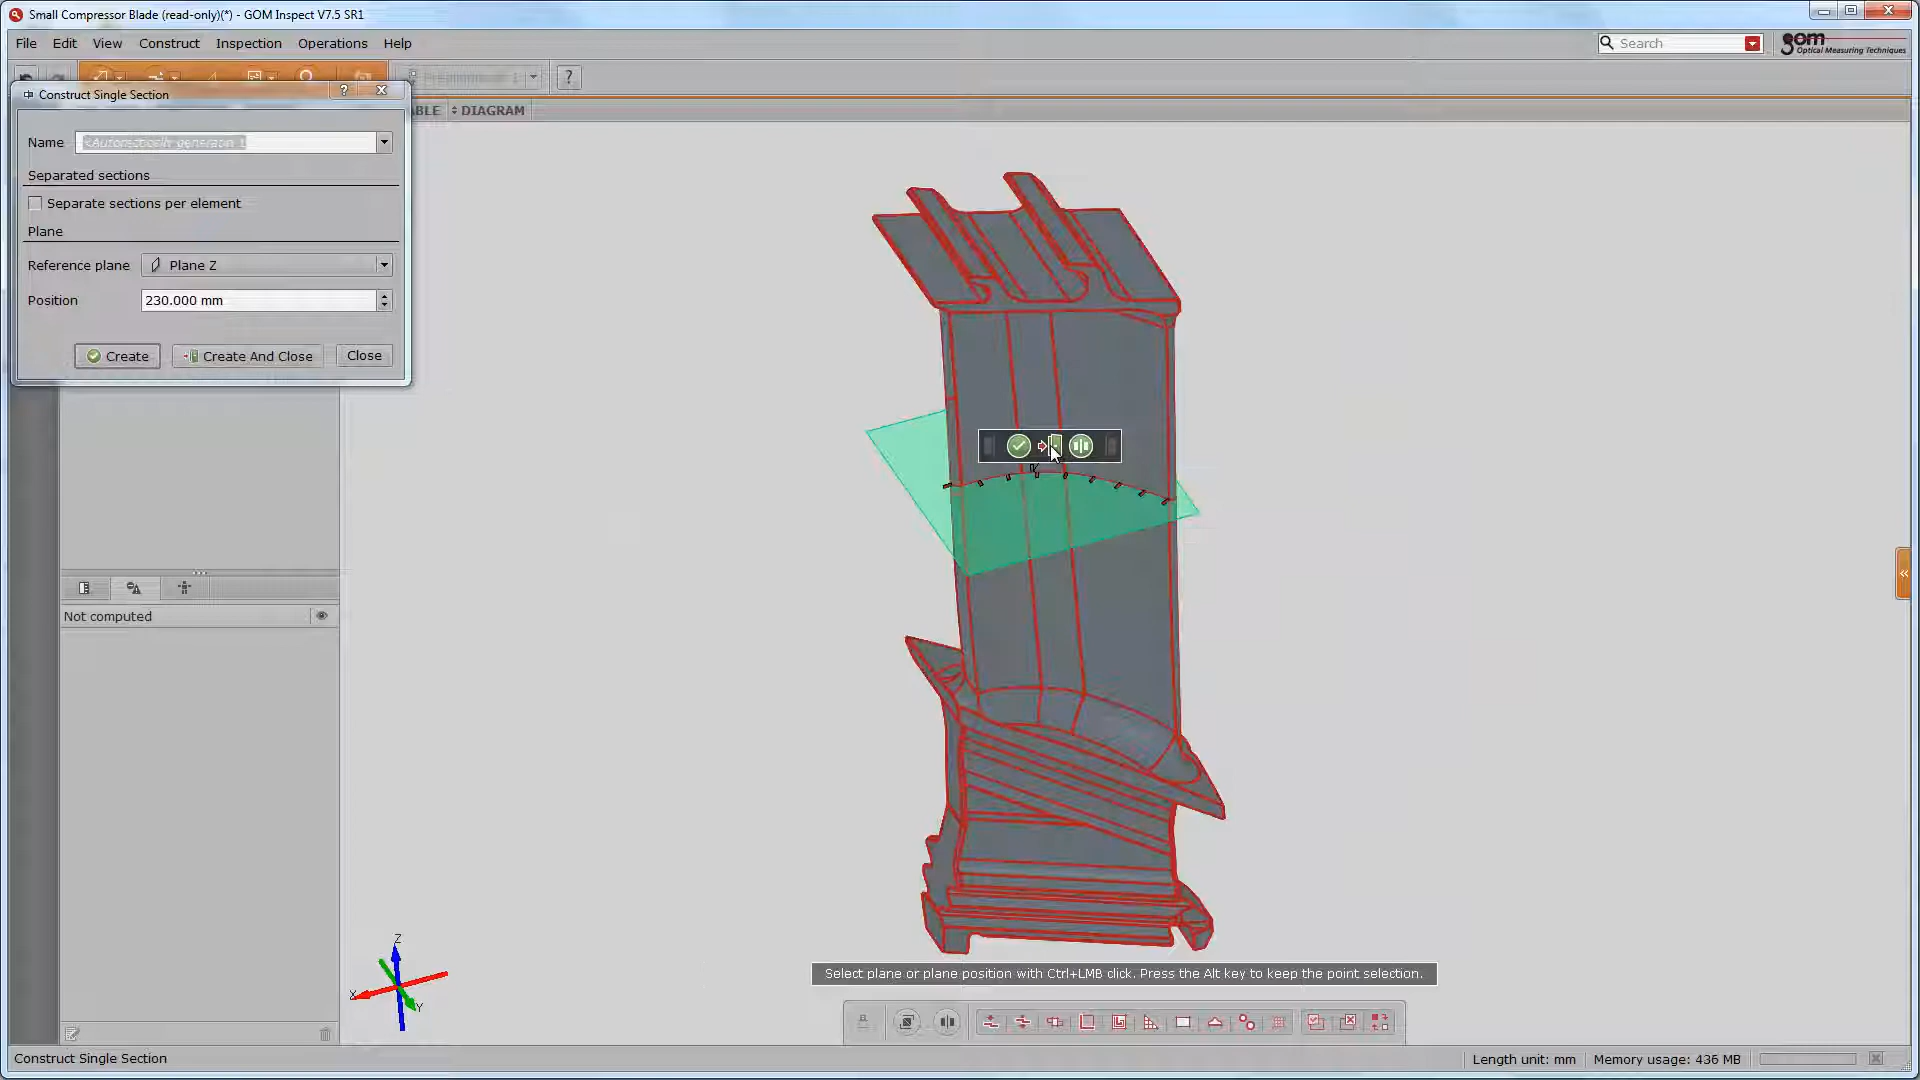 Small Compressor Blade (read-only)(*) - GOM Inspect V7.5 SR1
File Edit View Construct Inspection Operations Help
Search
gom
Optical Measuring Techniques
?
Construct Single Section
?
ABLE DIAGRAM
Name
Separated sections
Separate sections per element
Plane
Reference plane Plane Z
Position 230.000 mm
Create Create And Close Close
Not computed
Z
X
Y
Select plane or plane position with Ctrl+LMB click. Press the Alt key to keep the point selection.
Construct Single Section
Length unit: mm Memory usage: 436 MB